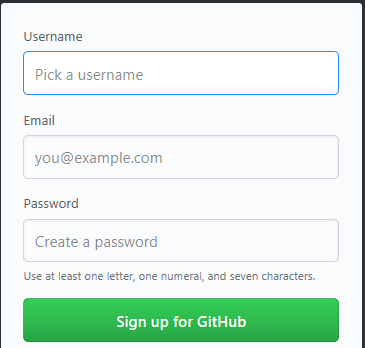 Username
Pick a username
Email
you@example.com
Password
Create a password
Use at least one letter, one numeral, and seven characters.
Sign up for GitHub